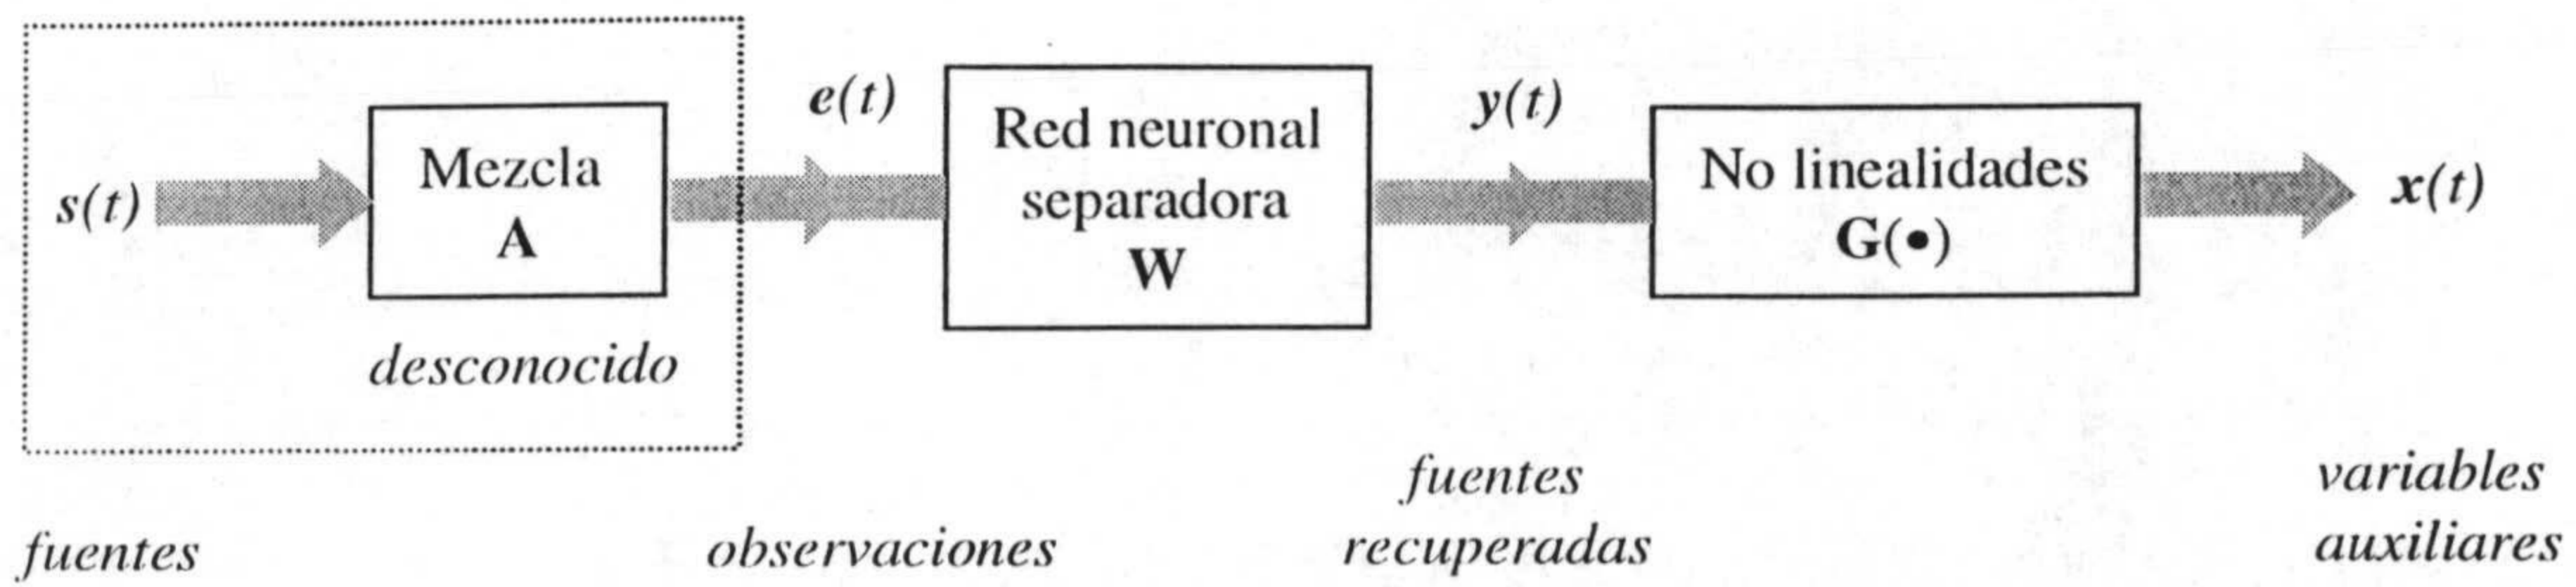 s(t)
Mezcla
A
desconocido
e(t)
Red neuronal
separadora
W
y(t)
No linealidades
G(•)
x(t)
fuentes
observaciones
fuentes
recuperadas
variables
auxiliares